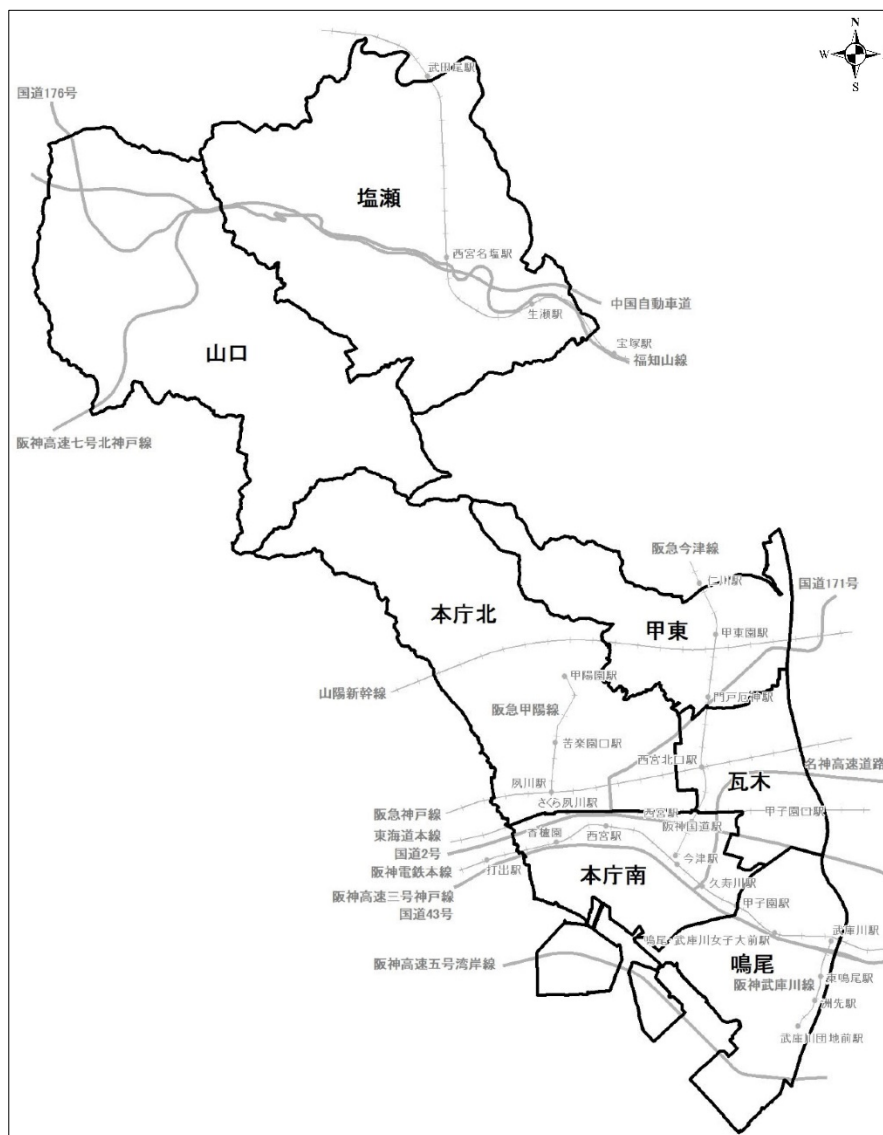 N
W
S
武田尾駅
国道176号
塩瀬
西宮名塩駅
中国自動車道
生瀬駅
宝塚駅
福知山線
山口
阪神高速七号北神戸線
阪急今津線
仁川駅
国道171号
本庁北
甲東
甲東園駅
山陽新幹線
甲陽園駅
門戸厄神駅
阪急甲陽線
苦楽園口駅
西宮北口駅
名神高速道路
瓦木
夙川駅
さくら夙川駅
阪急神戸線
西宮駅
甲子園口駅
東海道本線
香櫨園
西宮駅
阪神国道駅
国道2号
今津駅
阪神電鉄本線
打出駅
本庁南
久寿川駅
阪神高速三号神戸線
甲子園駅
国道43号
鳴尾・武庫川女子大前駅
武庫川駅
鳴尾
阪神高速五号湾岸線
阪神武庫川線
東鳴尾駅
洲先駅
武庫川団地前駅